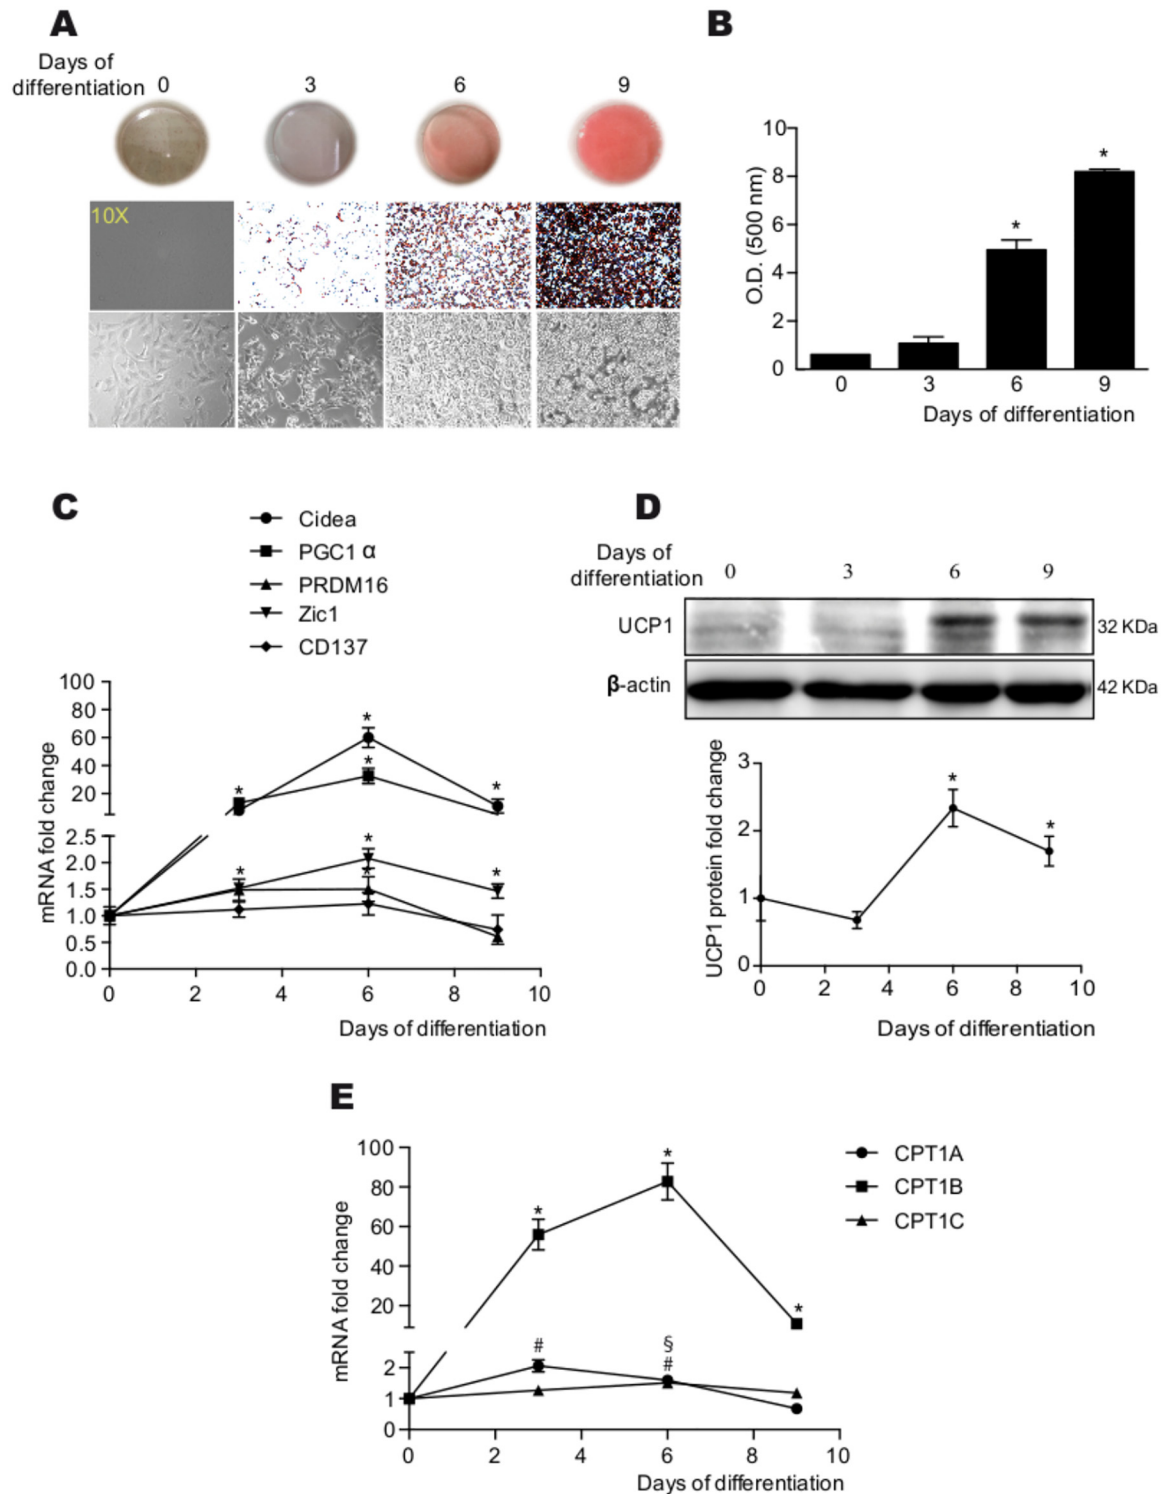 A
Days of
differentiation 0 3 6 9
10X
B
10
8
6
4
2
0
O.D. (500 nm)
* * 
0 3 6 9
Days of differentiation
C
Cidea
PGC1 α
PRDM16
Zic1
CD137
100
80
60
40
20
2.5
2.0
1.5
1.0
0.5
0.0
mRNA fold change
* * * *
* * *
0 2 4 6 8 10
Days of differentiation
D
Days of
differentiation 0 3 6 9
UCP1 32 KDa
β-actin 42 KDa
3
2
1
0
UCP1 protein fold change
* *
0 2 4 6 8 10
Days of differentiation
E
100
80
60
40
20
2
1
0
mRNA fold change
* * *
# § #
0 2 4 6 8 10
Days of differentiation
CPT1A
CPT1B
CPT1C